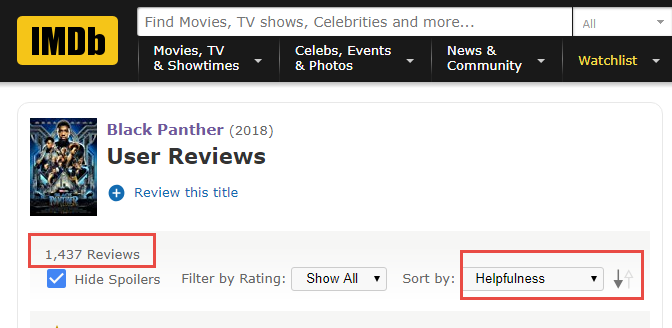 IMDb
Find Movies, TV shows, Celebrities and more...
All
Movies, TV
& Showtimes
Celebs, Events
& Photos
News &
Community
Watchlist
Black Panther (2018)
User Reviews
Review this title
1,437 Reviews
Hide Spoilers
Filter by Rating: Show All
Sort by: Helpfulness